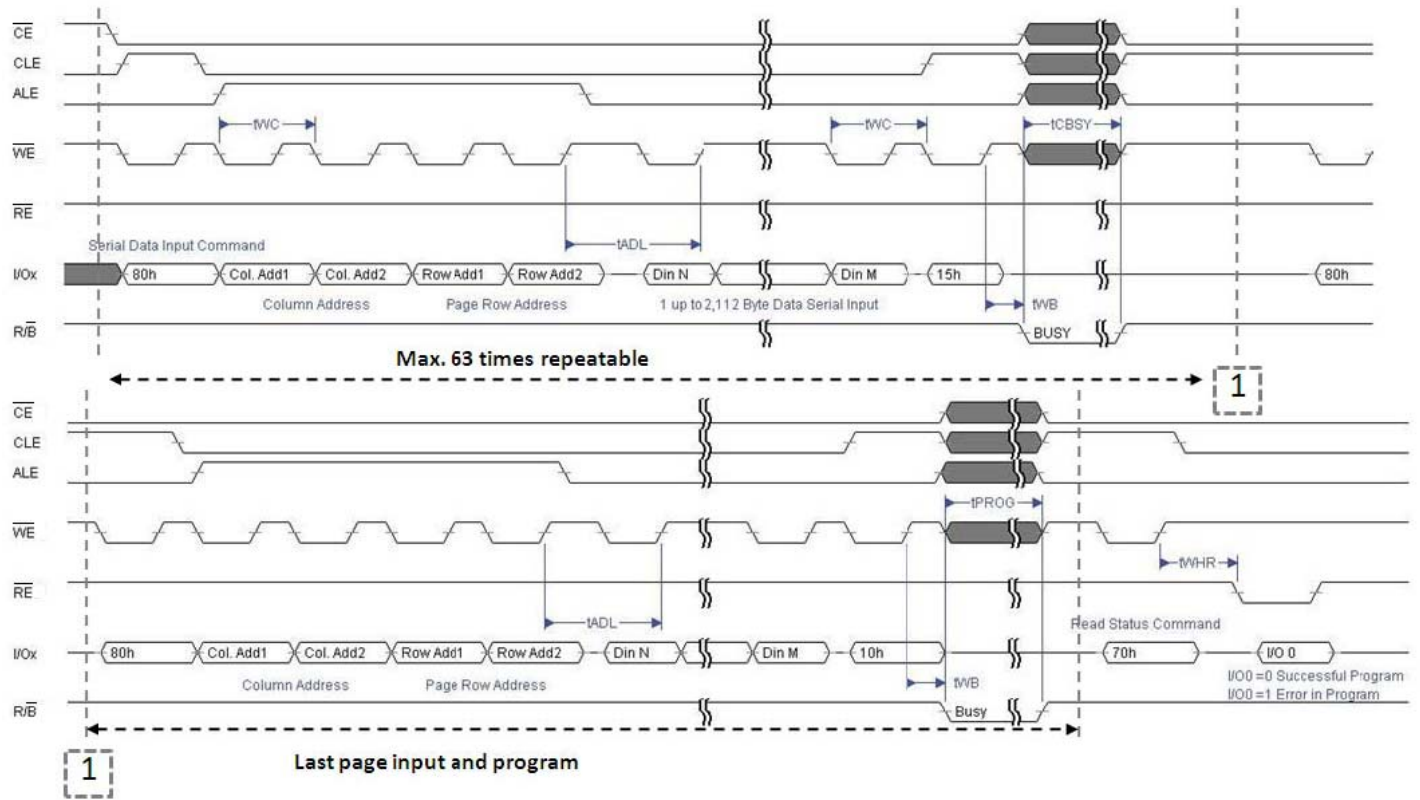 CE
CLE
ALE
tWC tWC tCBSY
WE
RE
Serial Data Input Command tADL
I/Ox 80h Col. Add1 Col. Add2 Row Add1 Row Add2 Din N Din M 15h 80h
Column Address Page Row Address 1 up to 2,112 Byte Data Serial Input tWB
R/B BUSY
Max. 63 times repeatable
1
CE
CLE
ALE
tPROG
WE
tWHR
RE
tADL Read Status Command
I/Ox 80h Col. Add1 Col. Add2 Row Add1 Row Add2 Din N Din M 10h 70h I/O 0
Column Address Page Row Address tWB I/O0 =0 Successful Program
I/O0 =1 Error in Program
R/B Busy
Last page input and program
1